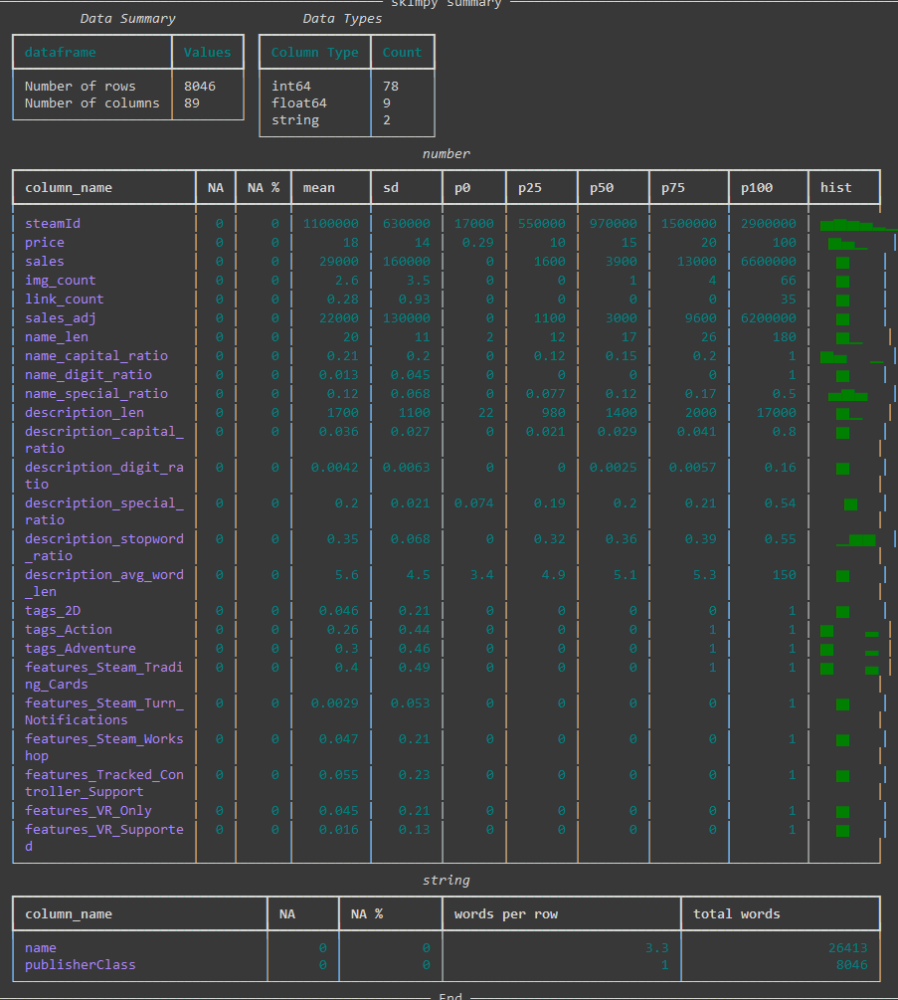 skimpy summary
Data Summary Data Types
dataframe Values Column Type Count
Number of rows 8046 int64 78
Number of columns 89 float64 9
string 2
number
column_name NA NA % mean sd p0 p25 p50 p75 p100 hist
steamId 0 0 1100000 630000 17000 550000 970000 1500000 2900000
price 0 0 18 14 0.29 10 15 20 100
sales 0 0 29000 160000 0 1600 3900 13000 6600000
img_count 0 0 2.6 3.5 0 0 1 4 66
link_count 0 0 0.28 0.93 0 0 0 0 35
sales_adj 0 0 22000 130000 0 1100 3000 9600 6200000
name_len 0 0 20 11 2 12 17 26 180
name_capital_ratio 0 0 0.21 0.2 0 0.12 0.15 0.2 1
name_digit_ratio 0 0 0.013 0.045 0 0 0 0 1
name_special_ratio 0 0 0.12 0.068 0 0.077 0.12 0.17 0.5
description_len 0 0 1700 1100 22 980 1400 2000 17000
description_capital_ 0 0 0.036 0.027 0 0.021 0.029 0.041 0.8
ratio
description_digit_ra 0 0 0.0042 0.0063 0 0 0.0025 0.0057 0.16
tio
description_special_ 0 0 0.2 0.021 0.074 0.19 0.2 0.21 0.54
ratio
description_stopword 0 0 0.35 0.068 0 0.32 0.36 0.39 0.55
_ratio
description_avg_word 0 0 5.6 4.5 3.4 4.9 5.1 5.3 150
_len
tags_2D 0 0 0.046 0.21 0 0 0 0 1
tags_Action 0 0 0.26 0.44 0 0 0 1 1
tags_Adventure 0 0 0.3 0.46 0 0 0 1 1
features_Steam_Tradi 0 0 0.4 0.49 0 0 0 1 1
ng_Cards
features_Steam_Turn_ 0 0 0.0029 0.053 0 0 0 0 1
Notifications
features_Steam_Works 0 0 0.047 0.21 0 0 0 0 1
hop
features_Tracked_Con 0 0 0.055 0.23 0 0 0 0 1
troller_Support
features_VR_Only 0 0 0.045 0.21 0 0 0 0 1
features_VR_Supporte 0 0 0.016 0.13 0 0 0 0 1
d
string
column_name NA NA % words per row total words
name 0 0 3.3 26413
publisherClass 0 0 1 8046
End